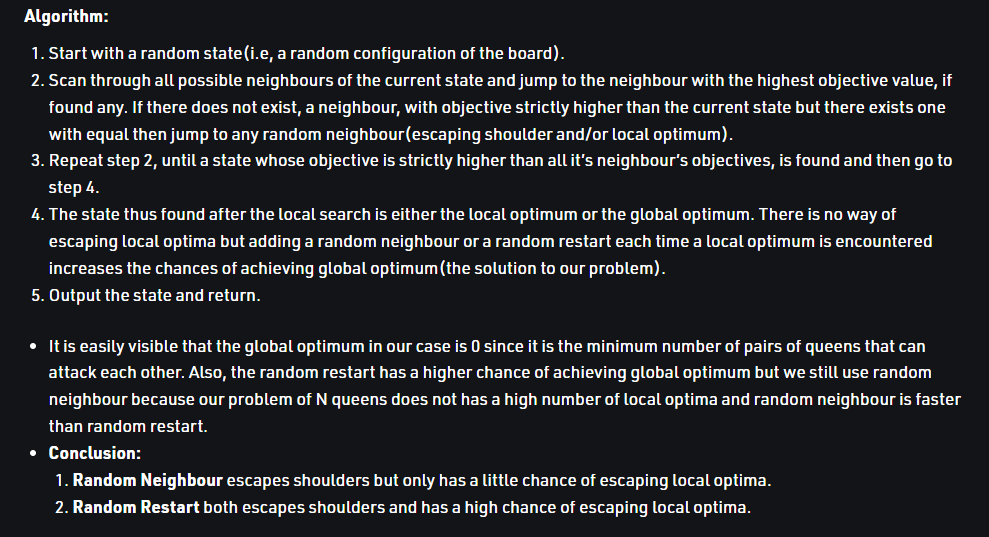 Algorithm:
1. Start with a random state(i.e, a random configuration of the board).
2. Scan through all possible neighbours of the current state and jump to the neighbour with the highest objective value, if
found any. If there does not exist, a neighbour, with objective strictly higher than the current state but there exists one
with equal then jump to any random neighbour(escaping shoulder and/or local optimum).
3. Repeat step 2, until a state whose objective is strictly higher than all it's neighbour's objectives, is found and then go to
step 4.
4. The state thus found after the local search is either the local optimum or the global optimum. There is no way of
escaping local optima but adding a random neighbour or a random restart each time a local optimum is encountered
increases the chances of achieving global optimum(the solution to our problem).
5. Output the state and return.
• It is easily visible that the global optimum in our case is 0 since it is the minimum number of pairs of queens that can
attack each other. Also, the random restart has a higher chance of achieving global optimum but we still use random
neighbour because our problem of N queens does not has a high number of local optima and random neighbour is faster
than random restart.
• Conclusion:
1. Random Neighbour escapes shoulders but only has a little chance of escaping local optima.
2. Random Restart both escapes shoulders and has a high chance of escaping local optima.